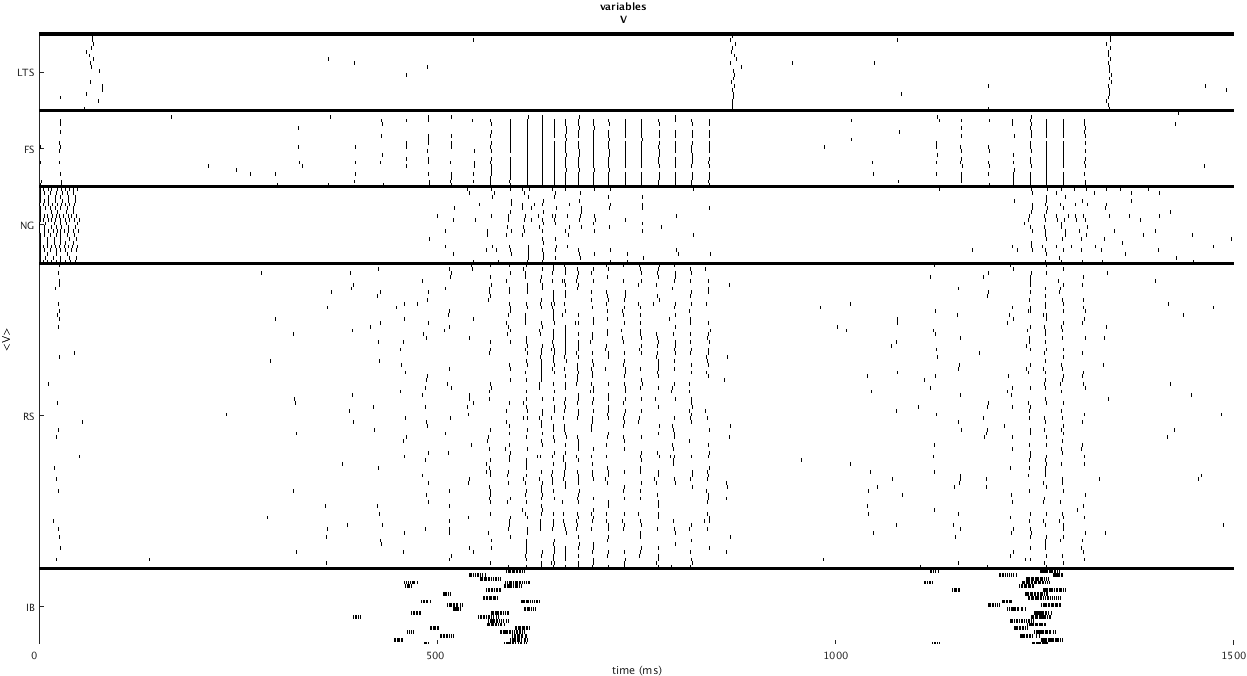 variables
V
LTS
FS
NG
RS
IB
<V>
0
500
1000
1500
time (ms)